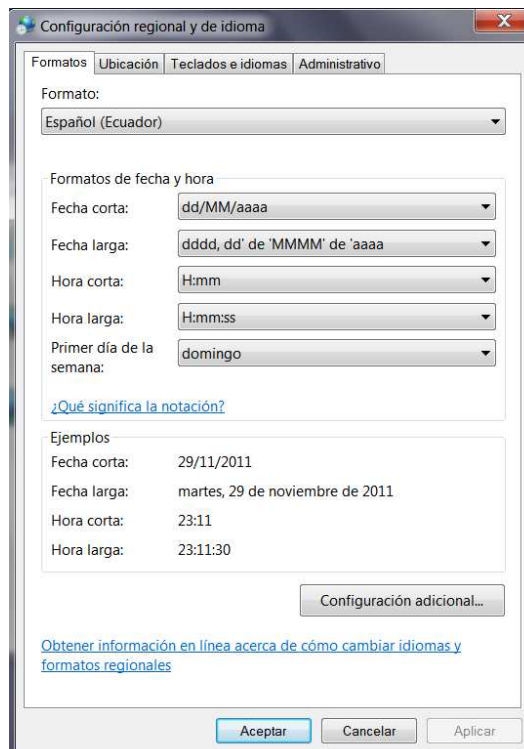 Configuración regional y de idioma
Formatos Ubicación Teclados e idiomas Administrativo
Formato:
Español (Ecuador)
Formatos de fecha y hora
Fecha corta: dd/MM/aaaa
Fecha larga: dddd, dd' de 'MMMM' de 'aaaa
Hora corta: H:mm
Hora larga: H:mm:ss
Primer día de la
semana: domingo
¿Qué significa la notación?
Ejemplos
Fecha corta: 29/11/2011
Fecha larga: martes, 29 de noviembre de 2011
Hora corta: 23:11
Hora larga: 23:11:30
Configuración adicional...
Obtener información en línea acerca de cómo cambiar idiomas y
formatos regionales
Aceptar Cancelar Aplicar